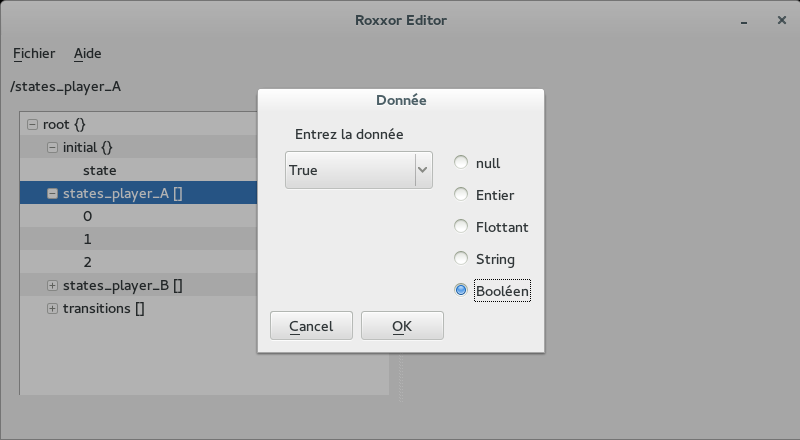 Roxxor Editor
Fichier Aide
/states_player_A
root {}
initial {}
state
states_player_A []
0
1
2
states_player_B []
transitions []
Donnée
Entrez la donnée
True
null
Entier
Flottant
String
Booléen
Cancel OK